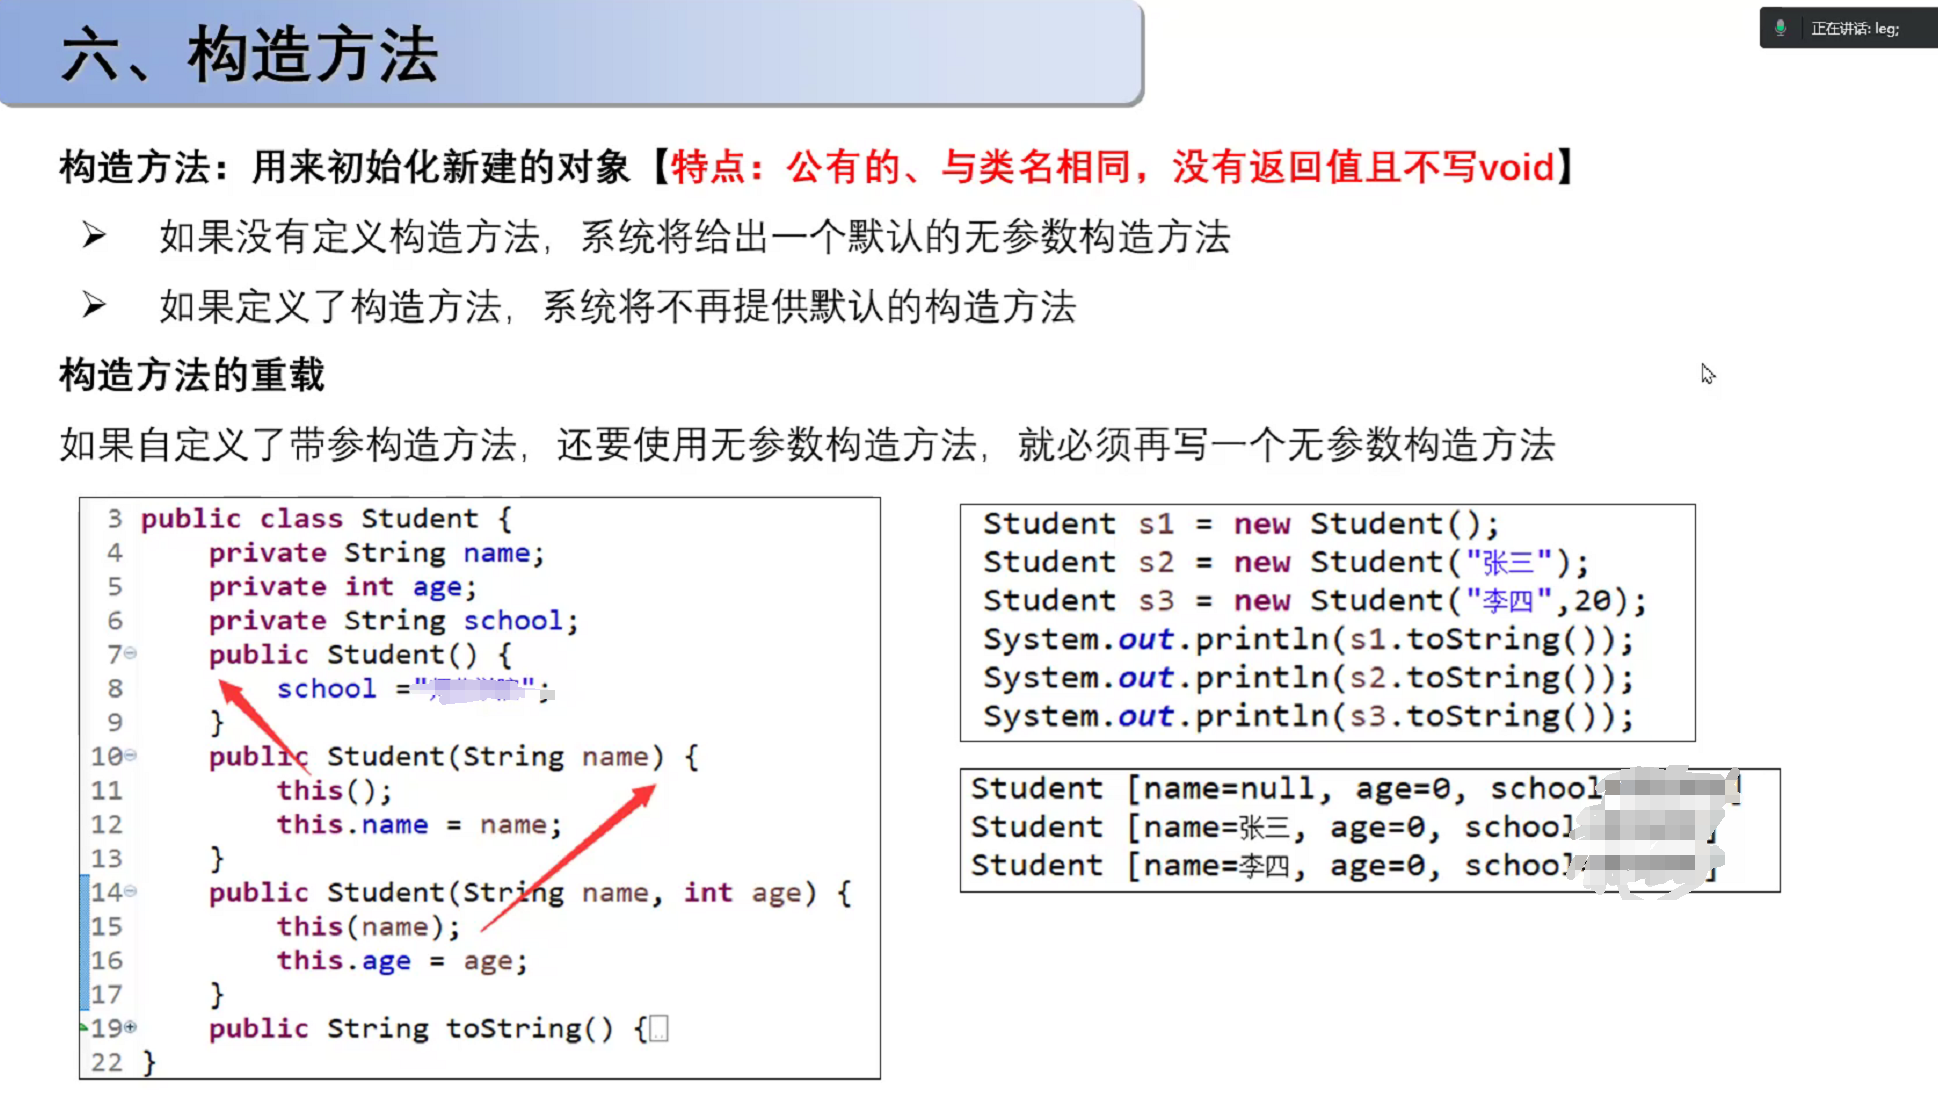 六、构造方法
正在讲话: leg;
构造方法：用来初始化新建的对象【特点：公有的、与类名相同，没有返回值且不写void】
➢ 如果没有定义构造方法，系统将给出一个默认的无参数构造方法
➢ 如果定义了构造方法，系统将不再提供默认的构造方法
构造方法的重载
如果自定义了带参构造方法，还要使用无参数构造方法，就必须再写一个无参数构造方法
3 public class Student {
4 private String name;
5 private int age;
6 private String school;
7 public Student() {
8 school ="";
9 }
10 public Student(String name) {
11 this();
12 this.name = name;
13 }
14 public Student(String name, int age) {
15 this(name);
16 this.age = age;
17 }
19 public String toString() {
22 }
Student s1 = new Student();
Student s2 = new Student("张三");
Student s3 = new Student("李四",20);
System.out.println(s1.toString());
System.out.println(s2.toString());
System.out.println(s3.toString());
Student [name=null, age=0, school ]
Student [name=张三, age=0, school ]
Student [name=李四, age=0, school ]